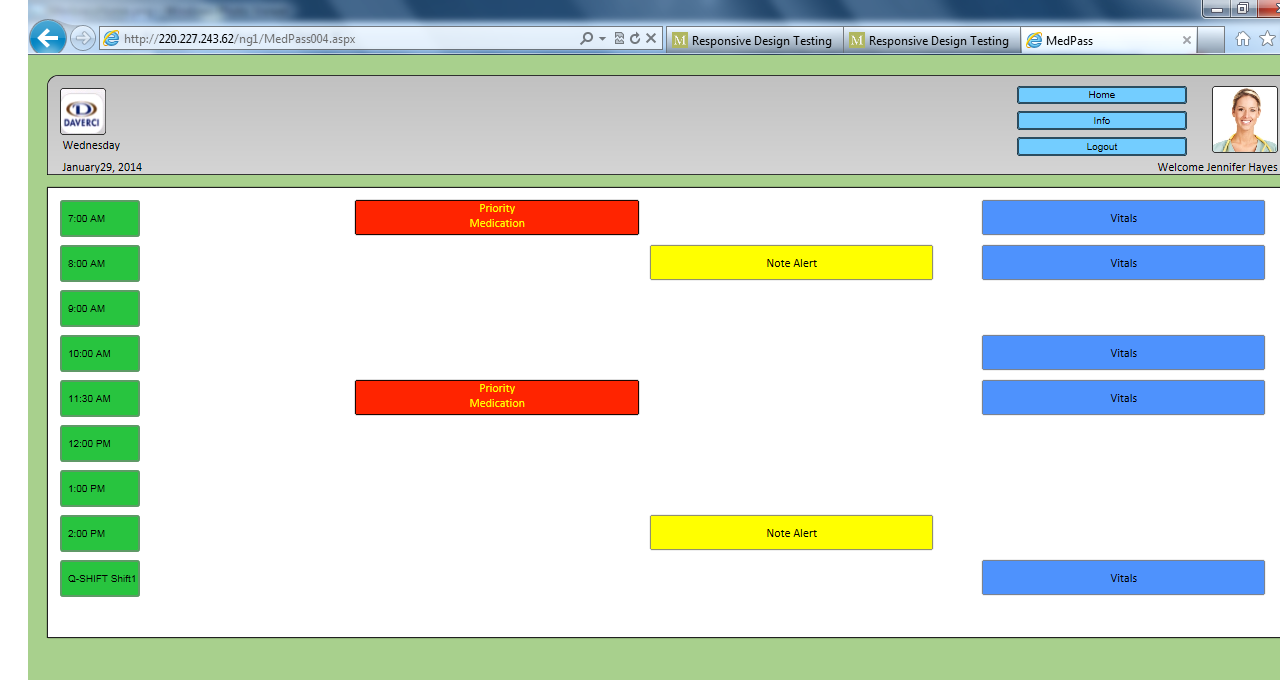 http://220.227.243.62/ng1/MedPass004.aspx
M Responsive Design Testing
M Responsive Design Testing
MedPass
D
DAVERCI
Wednesday
January29, 2014
Home
Info
Logout
Welcome Jennifer Hayes
7:00 AM
Priority
Medication
Vitals
8:00 AM
Note Alert
Vitals
9:00 AM
10:00 AM
Vitals
11:30 AM
Priority
Medication
Vitals
12:00 PM
1:00 PM
2:00 PM
Note Alert
Q-SHIFT Shift1
Vitals